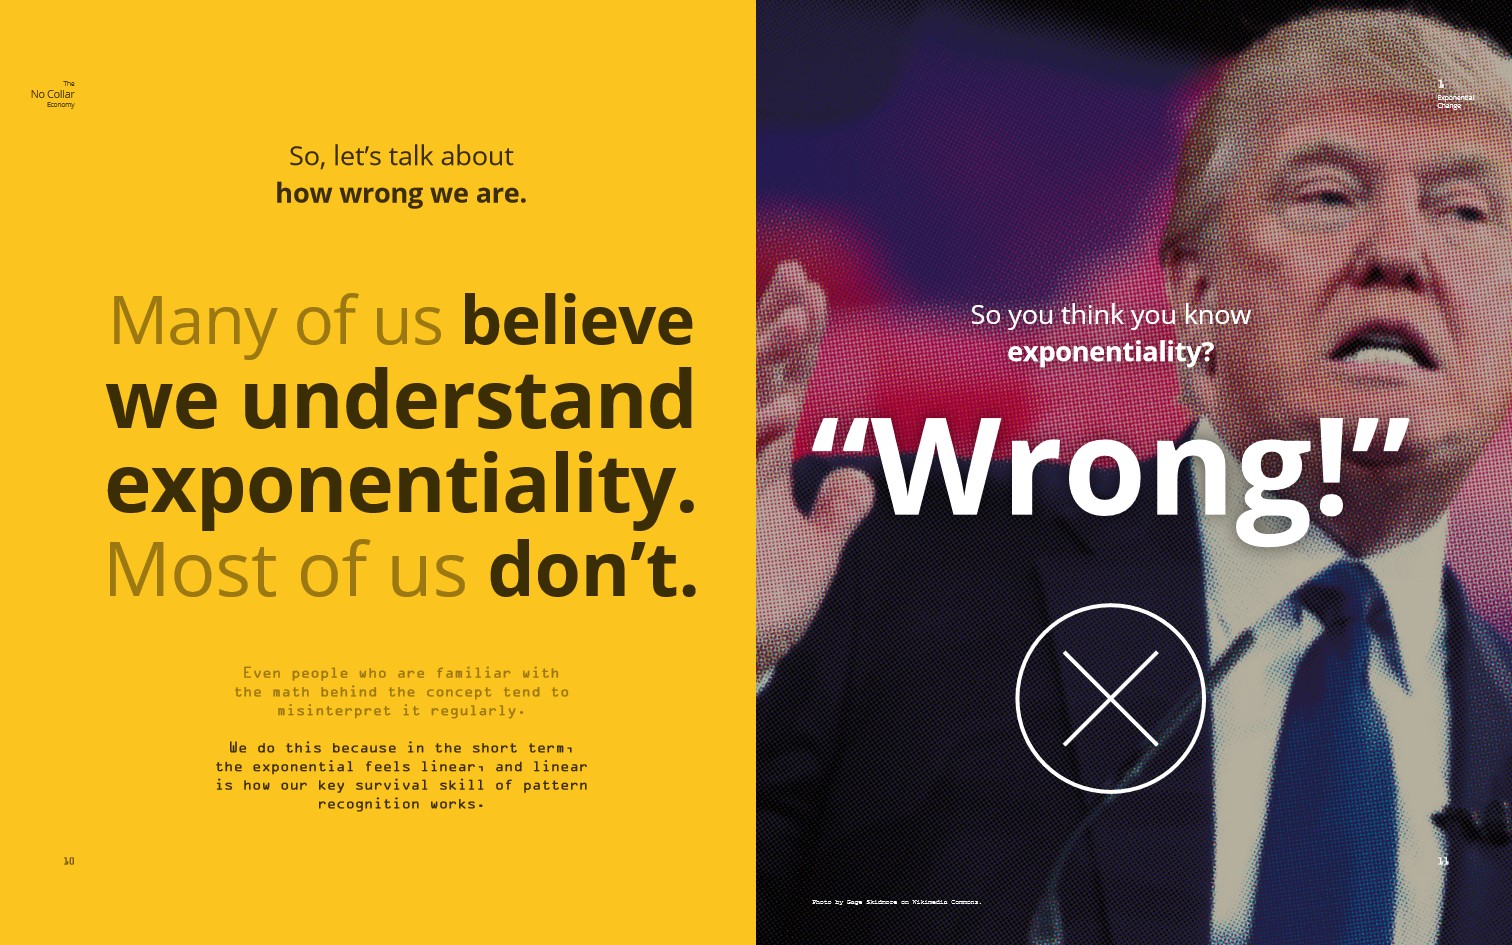 The
No Collar
Economy
So, let’s talk about
how wrong we are.
Many of us believe
we understand
exponentiality.
Most of us don’t.
Even people who are familiar with
the math behind the concept tend to
misinterpret it regularly.
We do this because in the short term,
the exponential feels linear, and linear
is how our key survival skill of pattern
recognition works.
10
1
Exponential
Change
So you think you know
exponentiality?
“Wrong!”
11
Photo by Gage Skidmore on Wikimedia Commons.